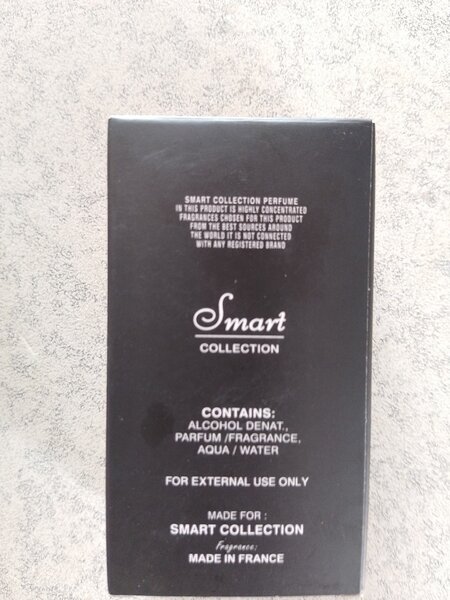 SMART COLLECTION PERFUME
IN THIS PRODUCT IS HIGHLY CONCENTRATED
FRAGRANCES CHOSEN FOR THIS PRODUCT
FROM THE BEST SOURCES AROUND
THE WORLD IT IS NOT CONNECTED
WITH ANY REGISTERED BRAND
Smart
COLLECTION
CONTAINS:
ALCOHOL DENAT.,
PARFUM /FRAGRANCE,
AQUA / WATER
FOR EXTERNAL USE ONLY
MADE FOR :
SMART COLLECTION
Fragrance:
MADE IN FRANCE